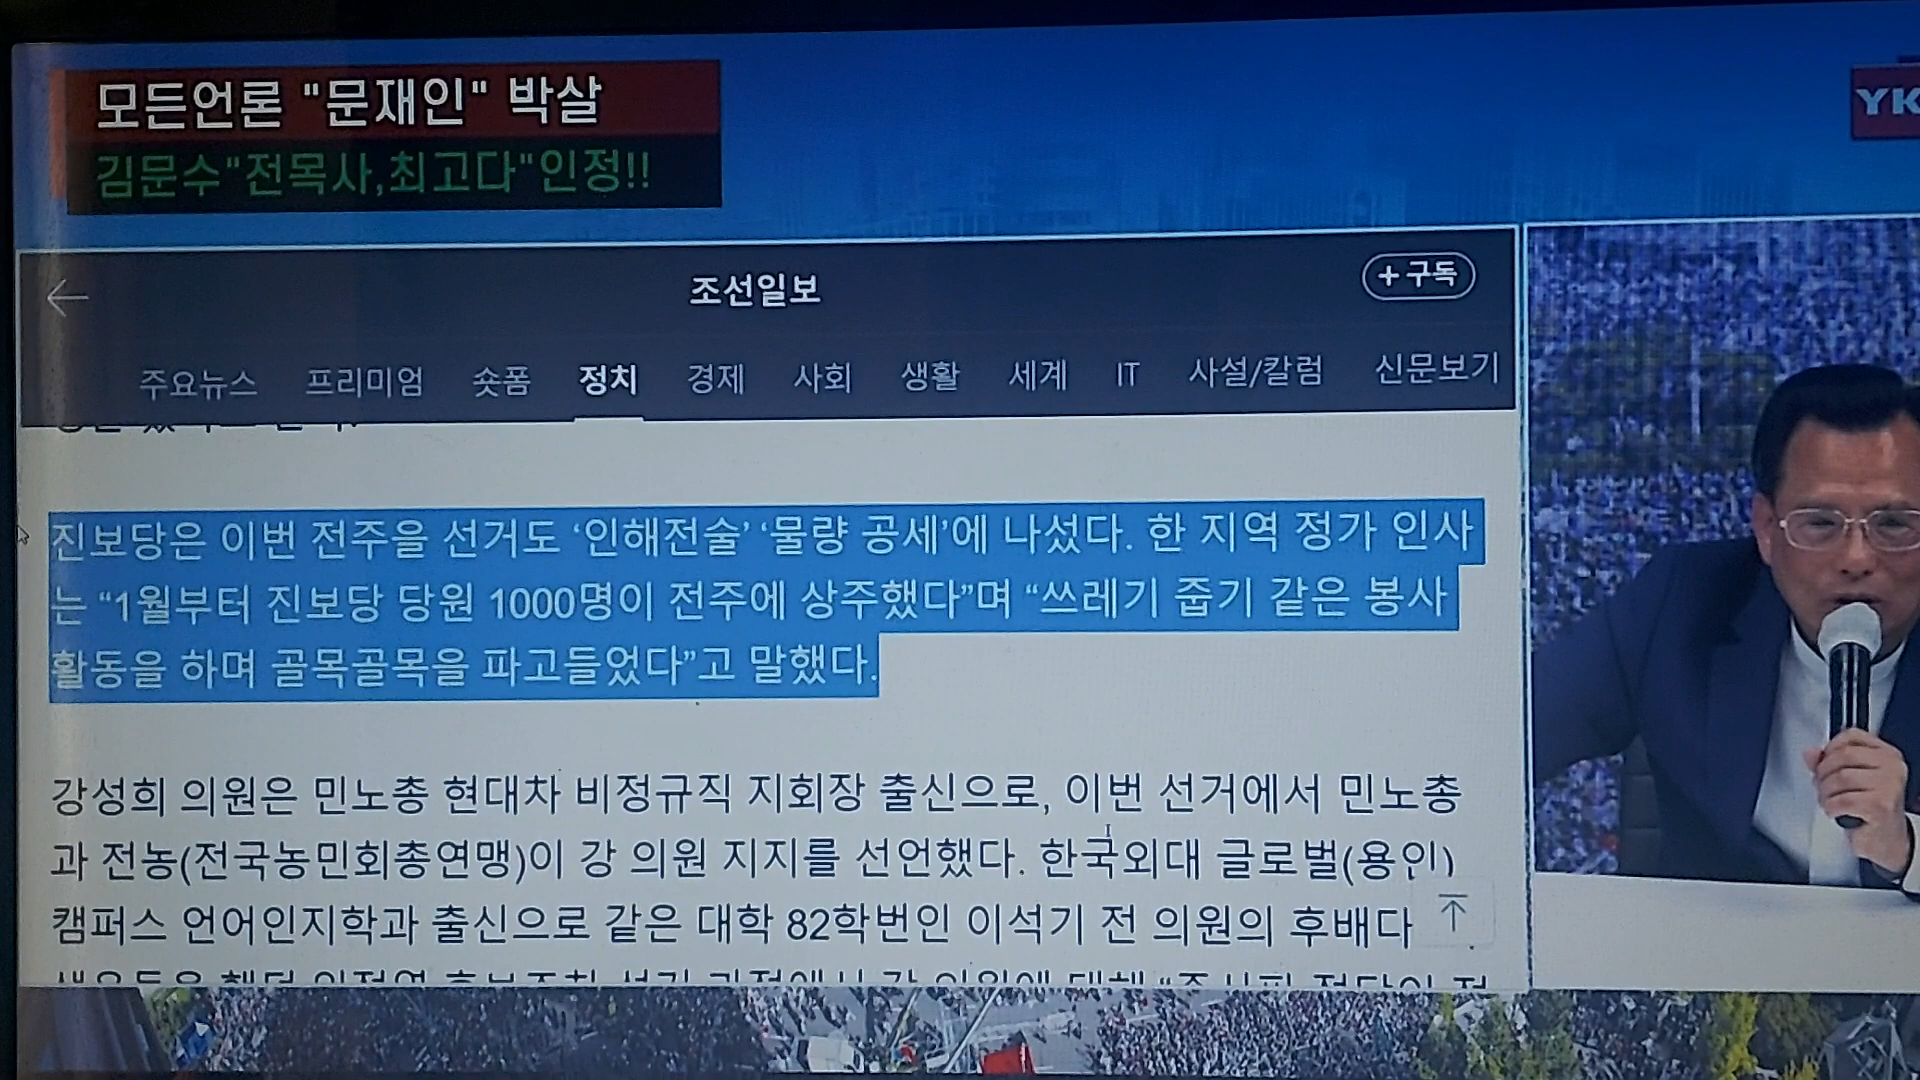 모든언론 "문재인" 박살
김문수"전목사,최고다"인정!!
YK
조선일보
+ 구독
주요뉴스 프리미엄 숏폼 정치 경제 사회 생활 세계 IT 사설/칼럼 신문보기
진보당은 이번 전주을 선거도 ‘인해전술’ ‘물량 공세’에 나섰다. 한 지역 정가 인사
는 “1월부터 진보당 당원 1000명이 전주에 상주했다”며 “쓰레기 줍기 같은 봉사
활동을 하며 골목골목을 파고들었다”고 말했다.
강성희 의원은 민노총 현대차 비정규직 지회장 출신으로, 이번 선거에서 민노총
과 전농(전국농민회총연맹)이 강 의원 지지를 선언했다. 한국외대 글로벌(용인)
캠퍼스 언어인지학과 출신으로 같은 대학 82학번인 이석기 전 의원의 후배다